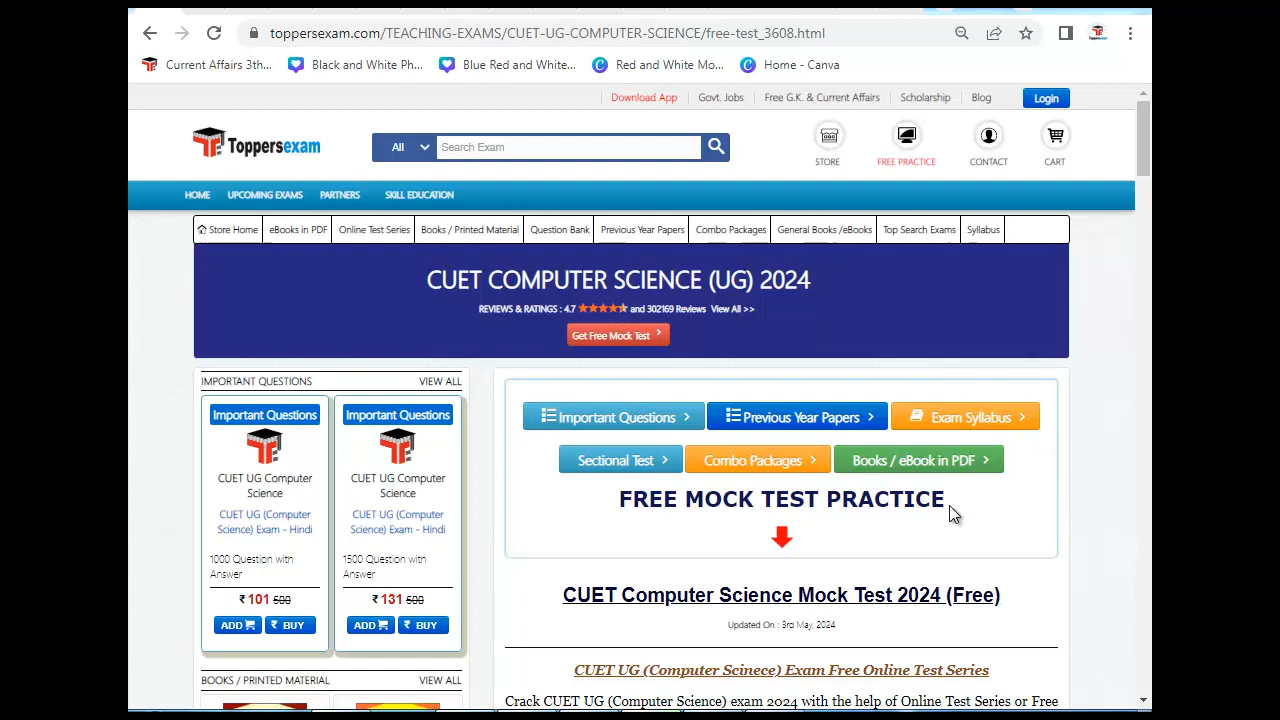 toppersexam.com/TEACHING-EXAMS/CUET-UG-COMPUTER-SCIENCE/free-test_3608.html
Current Affairs 3th... Black and White Ph... Blue Red and White... Red and White Mo... Home - Canva
Download App Govt. Jobs Free G.K. & Current Affairs Scholarship Blog Login
Toppersexam All Search Exam
STORE FREE PRACTICE CONTACT CART
HOME UPCOMING EXAMS PARTNERS SKILL EDUCATION
Store Home eBooks in PDF Online Test Series Books / Printed Material Question Bank Previous Year Papers Combo Packages General Books /eBooks Top Search Exams Syllabus
CUET COMPUTER SCIENCE (UG) 2024
REVIEWS & RATINGS : 4.7 and 302169 Reviews View All >>
Get Free Mock Test
IMPORTANT QUESTIONS VIEW ALL
Important Questions
CUET UG Computer
Science
CUET UG (Computer
Science) Exam - Hindi
1000 Question with
Answer
₹ 101 500
ADD ₹ BUY
Important Questions
CUET UG Computer
Science
CUET UG (Computer
Science) Exam - Hindi
1500 Question with
Answer
₹ 131 600
ADD ₹ BUY
BOOKS / PRINTED MATERIAL VIEW ALL
Important Questions Previous Year Papers Exam Syllabus
Sectional Test Combo Packages Books / eBook in PDF
FREE MOCK TEST PRACTICE
CUET Computer Science Mock Test 2024 (Free)
Updated On : 3rd May, 2024
CUET UG (Computer Scinece) Exam Free Online Test Series
Crack CUET UG (Computer Science) exam 2024 with the help of Online Test Series or Free